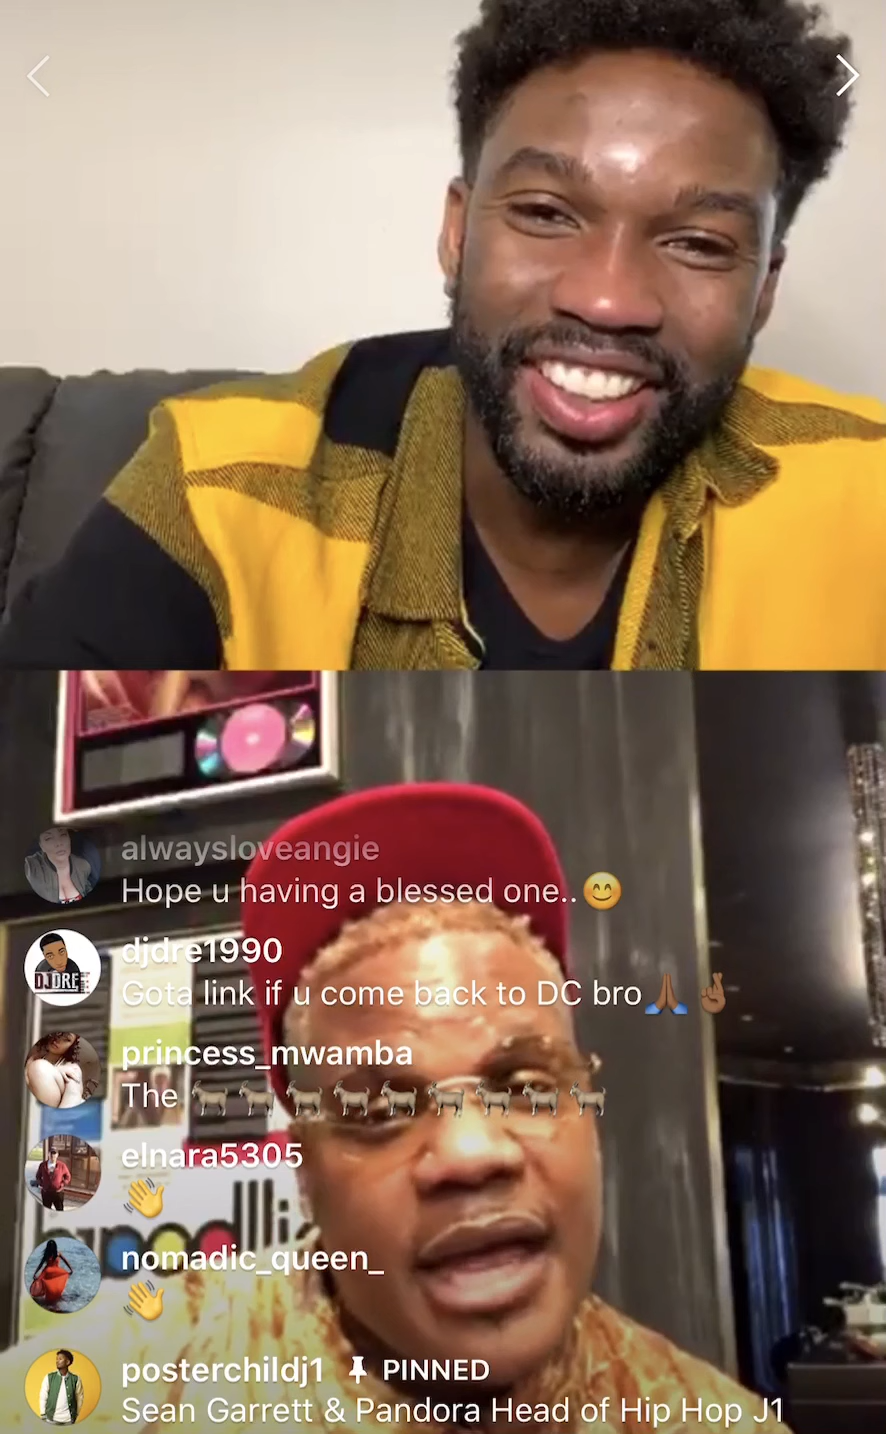 alwaysloveangie
Hope u having a blessed one..😊
djdre1990
DJDRE
Gota link if u come back to DC bro🙏🏾🤞🏾
princess_mwamba
The 🐐🐐🐐🐐🐐🐐🐐🐐🐐
elnara5305
👋
nomadic_queen_
👋
posterchildj1 📌 PINNED
Sean Garrett & Pandora Head of Hip Hop J1